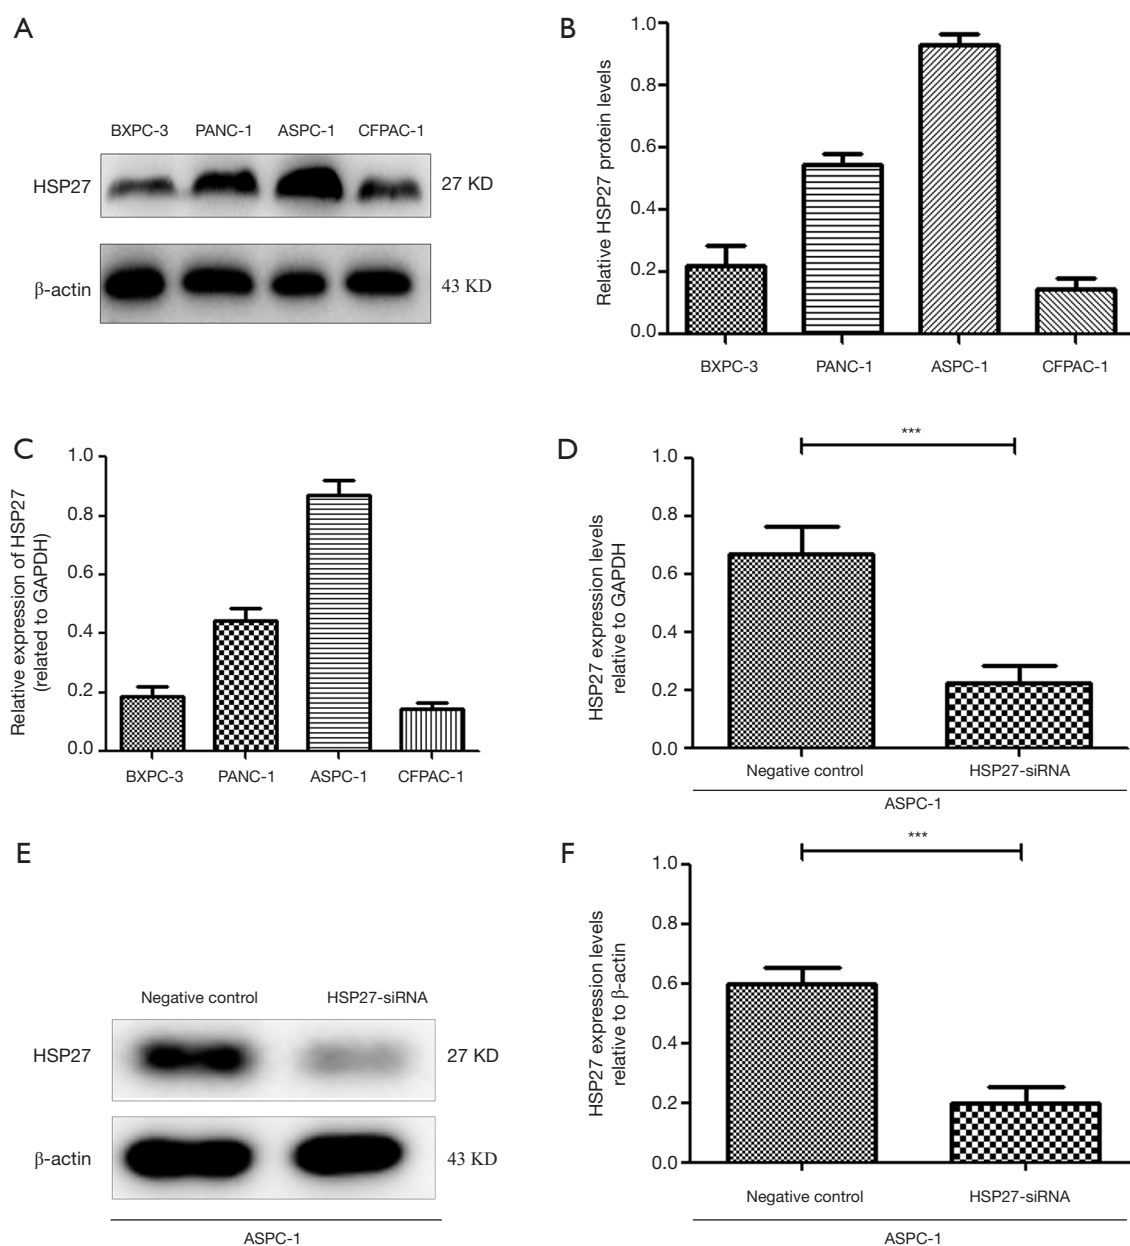 A
BXPC-3 PANC-1 ASPC-1 CFPAC-1
HSP27 27 KD
β-actin 43 KD
B
Relative HSP27 protein levels
1.0
0.8
0.6
0.4
0.2
0.0
BXPC-3 PANC-1 ASPC-1 CFPAC-1
C
Relative expression of HSP27
(related to GAPDH)
1.0
0.8
0.6
0.4
0.2
0.0
BXPC-3 PANC-1 ASPC-1 CFPAC-1
D
***
HSP27 expression levels
relative to GAPDH
1.0
0.8
0.6
0.4
0.2
0.0
Negative control HSP27-siRNA
ASPC-1
E
Negative control HSP27-siRNA
HSP27 27 KD
β-actin 43 KD
ASPC-1
F
***
HSP27 expression levels
relative to β-actin
1.0
0.8
0.6
0.4
0.2
0.0
Negative control HSP27-siRNA
ASPC-1